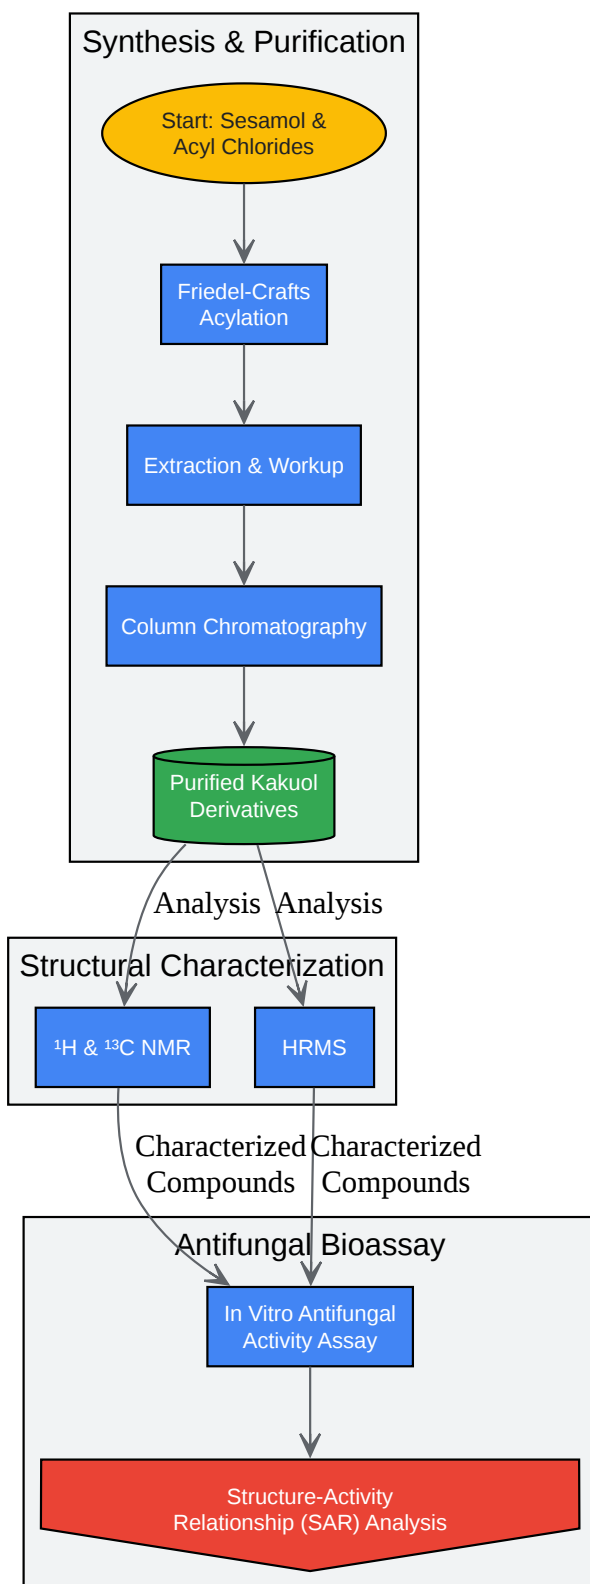 Synthesis & Purification
Start: Sesamol &
Acyl Chlorides
Friedel-Crafts
Acylation
Extraction & Workup
Column Chromatography
Purified Kakuol
Derivatives
Analysis
Analysis
Structural Characterization
¹H & ¹³C NMR
HRMS
Characterized
Compounds
Characterized
Compounds
Antifungal Bioassay
In Vitro Antifungal
Activity Assay
Structure-Activity
Relationship (SAR) Analysis